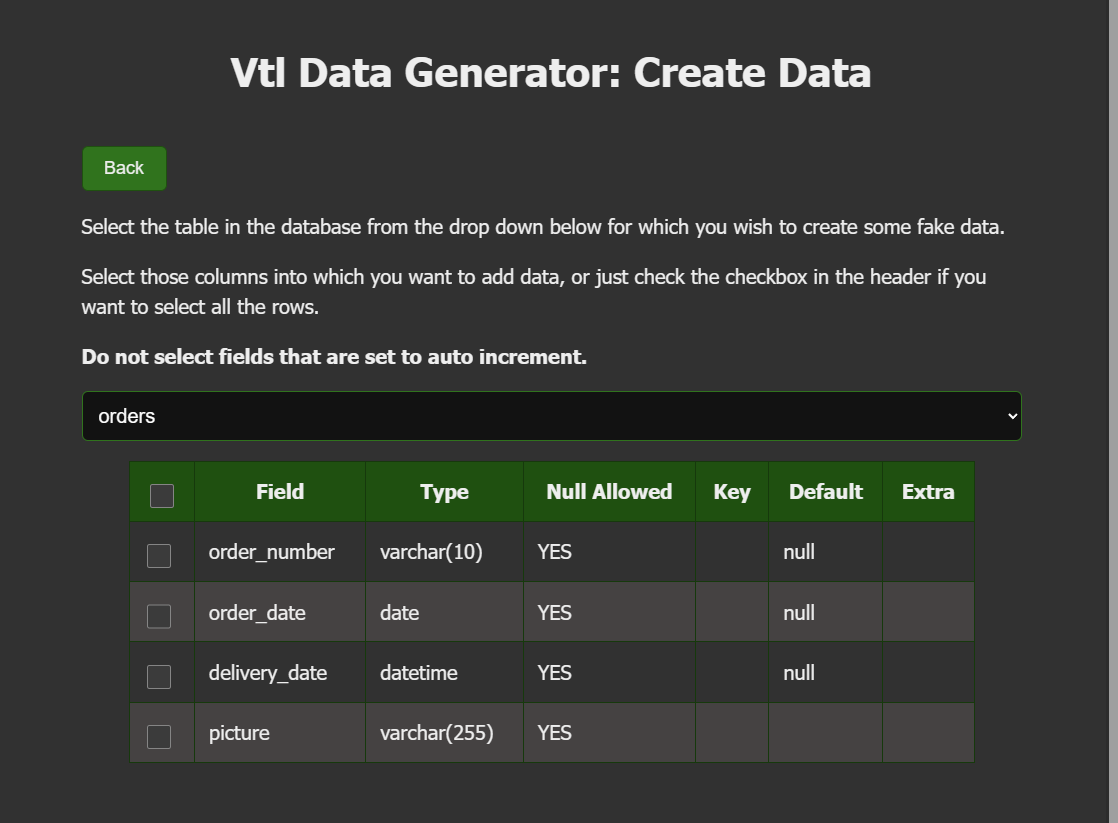 Vtl Data Generator: Create Data
Back
Select the table in the database from the drop down below for which you wish to create some fake data.
Select those columns into which you want to add data, or just check the checkbox in the header if you
want to select all the rows.
Do not select fields that are set to auto increment.
orders
Field Type Null Allowed Key Default Extra
order_number varchar(10) YES null
order_date date YES null
delivery_date datetime YES null
picture varchar(255) YES